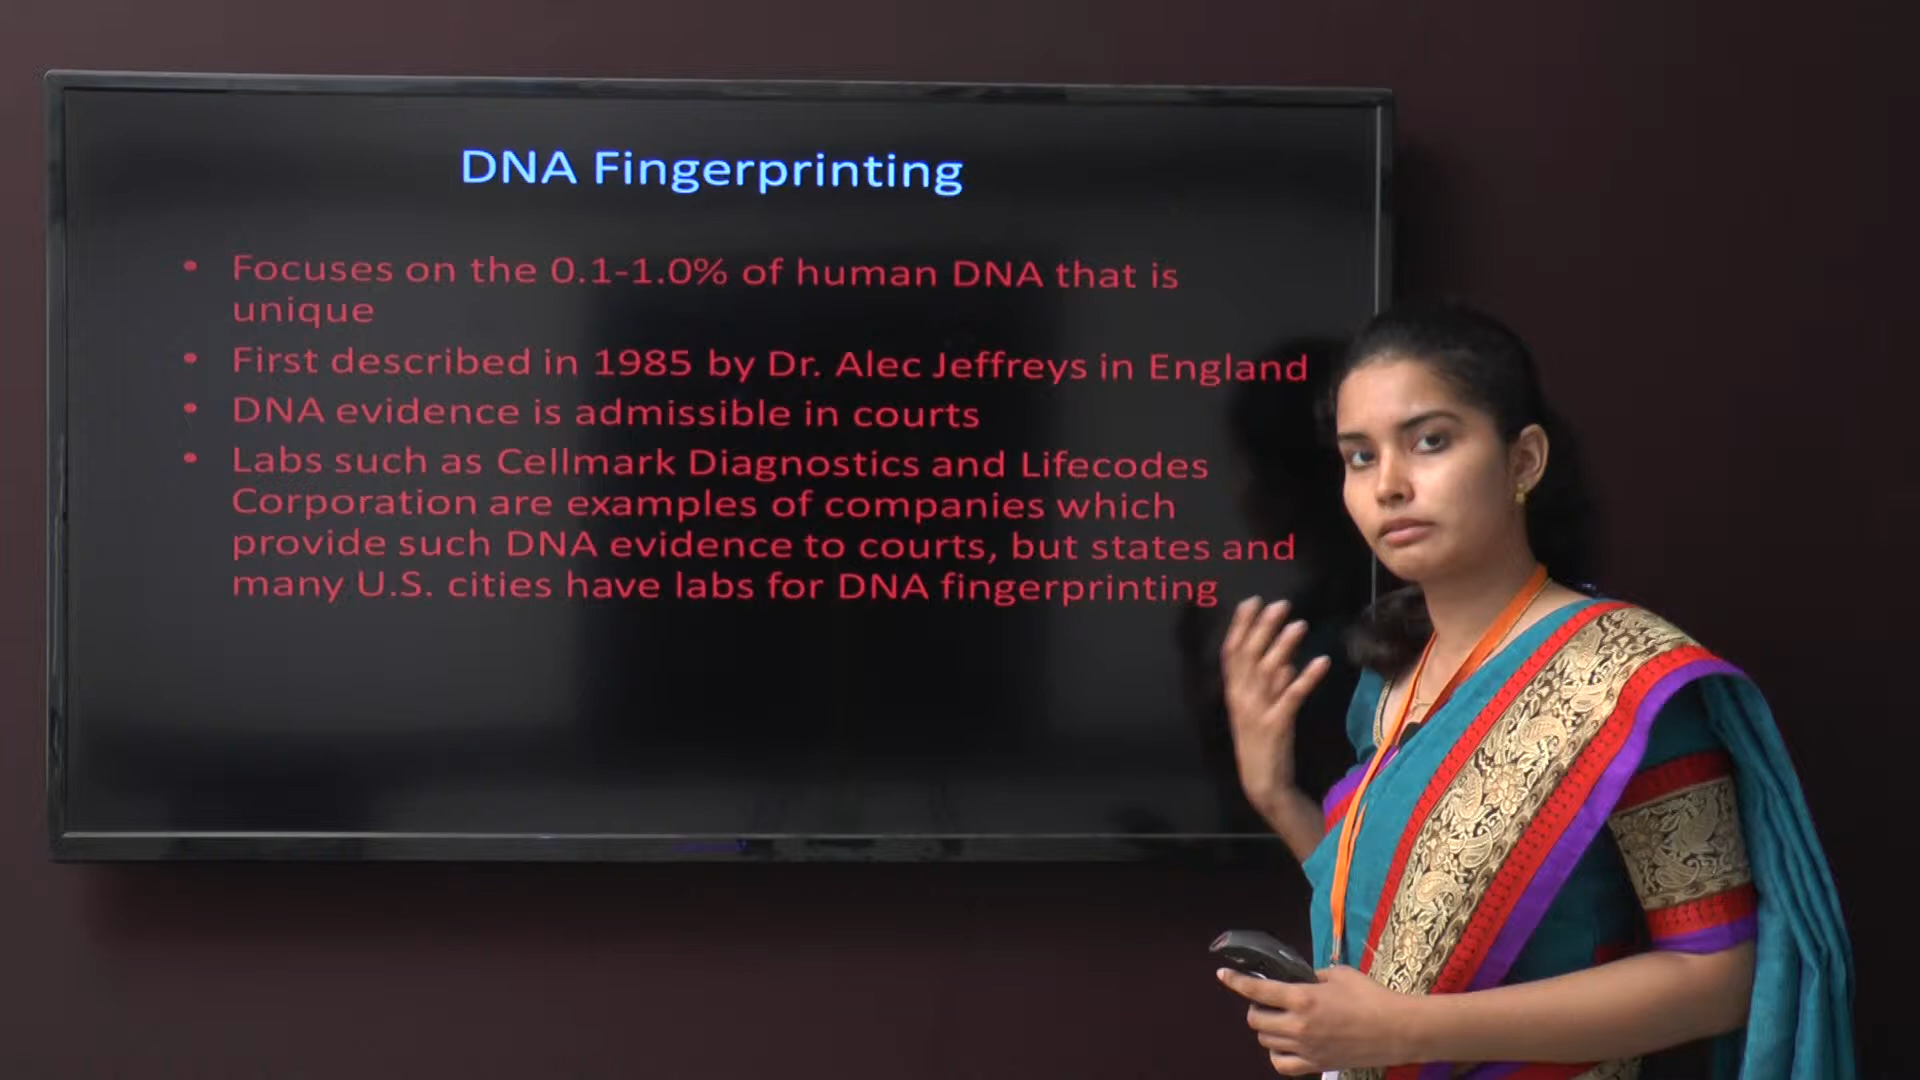 DNA Fingerprinting
• Focuses on the 0.1-1.0% of human DNA that is
unique
• First described in 1985 by Dr. Alec Jeffreys in England
• DNA evidence is admissible in courts
• Labs such as Cellmark Diagnostics and Lifecodes
Corporation are examples of companies which
provide such DNA evidence to courts, but states and
many U.S. cities have labs for DNA fingerprinting